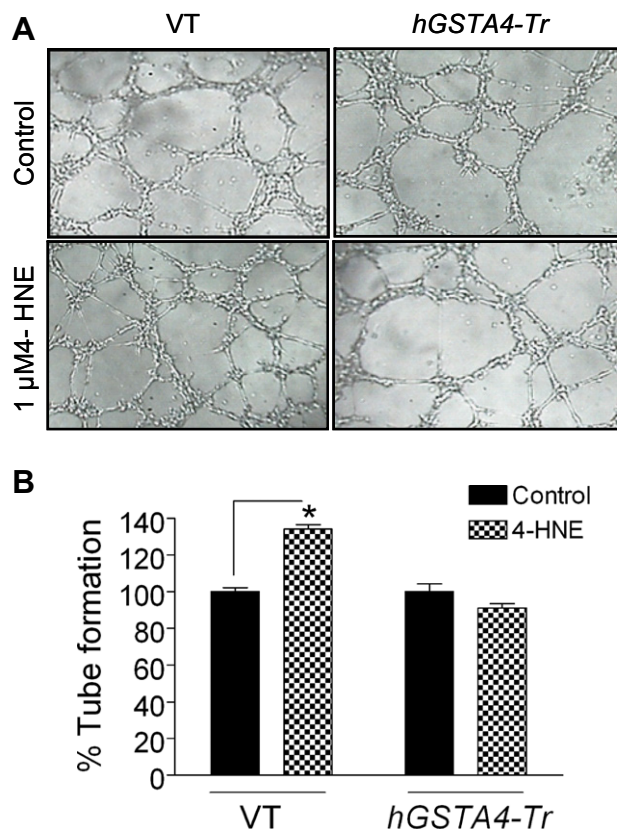 A
VT
hGSTA4-Tr
Control
1 µM4- HNE
B
Control
4-HNE
*
% Tube formation
140
120
100
80
60
40
20
0
VT
hGSTA4-Tr